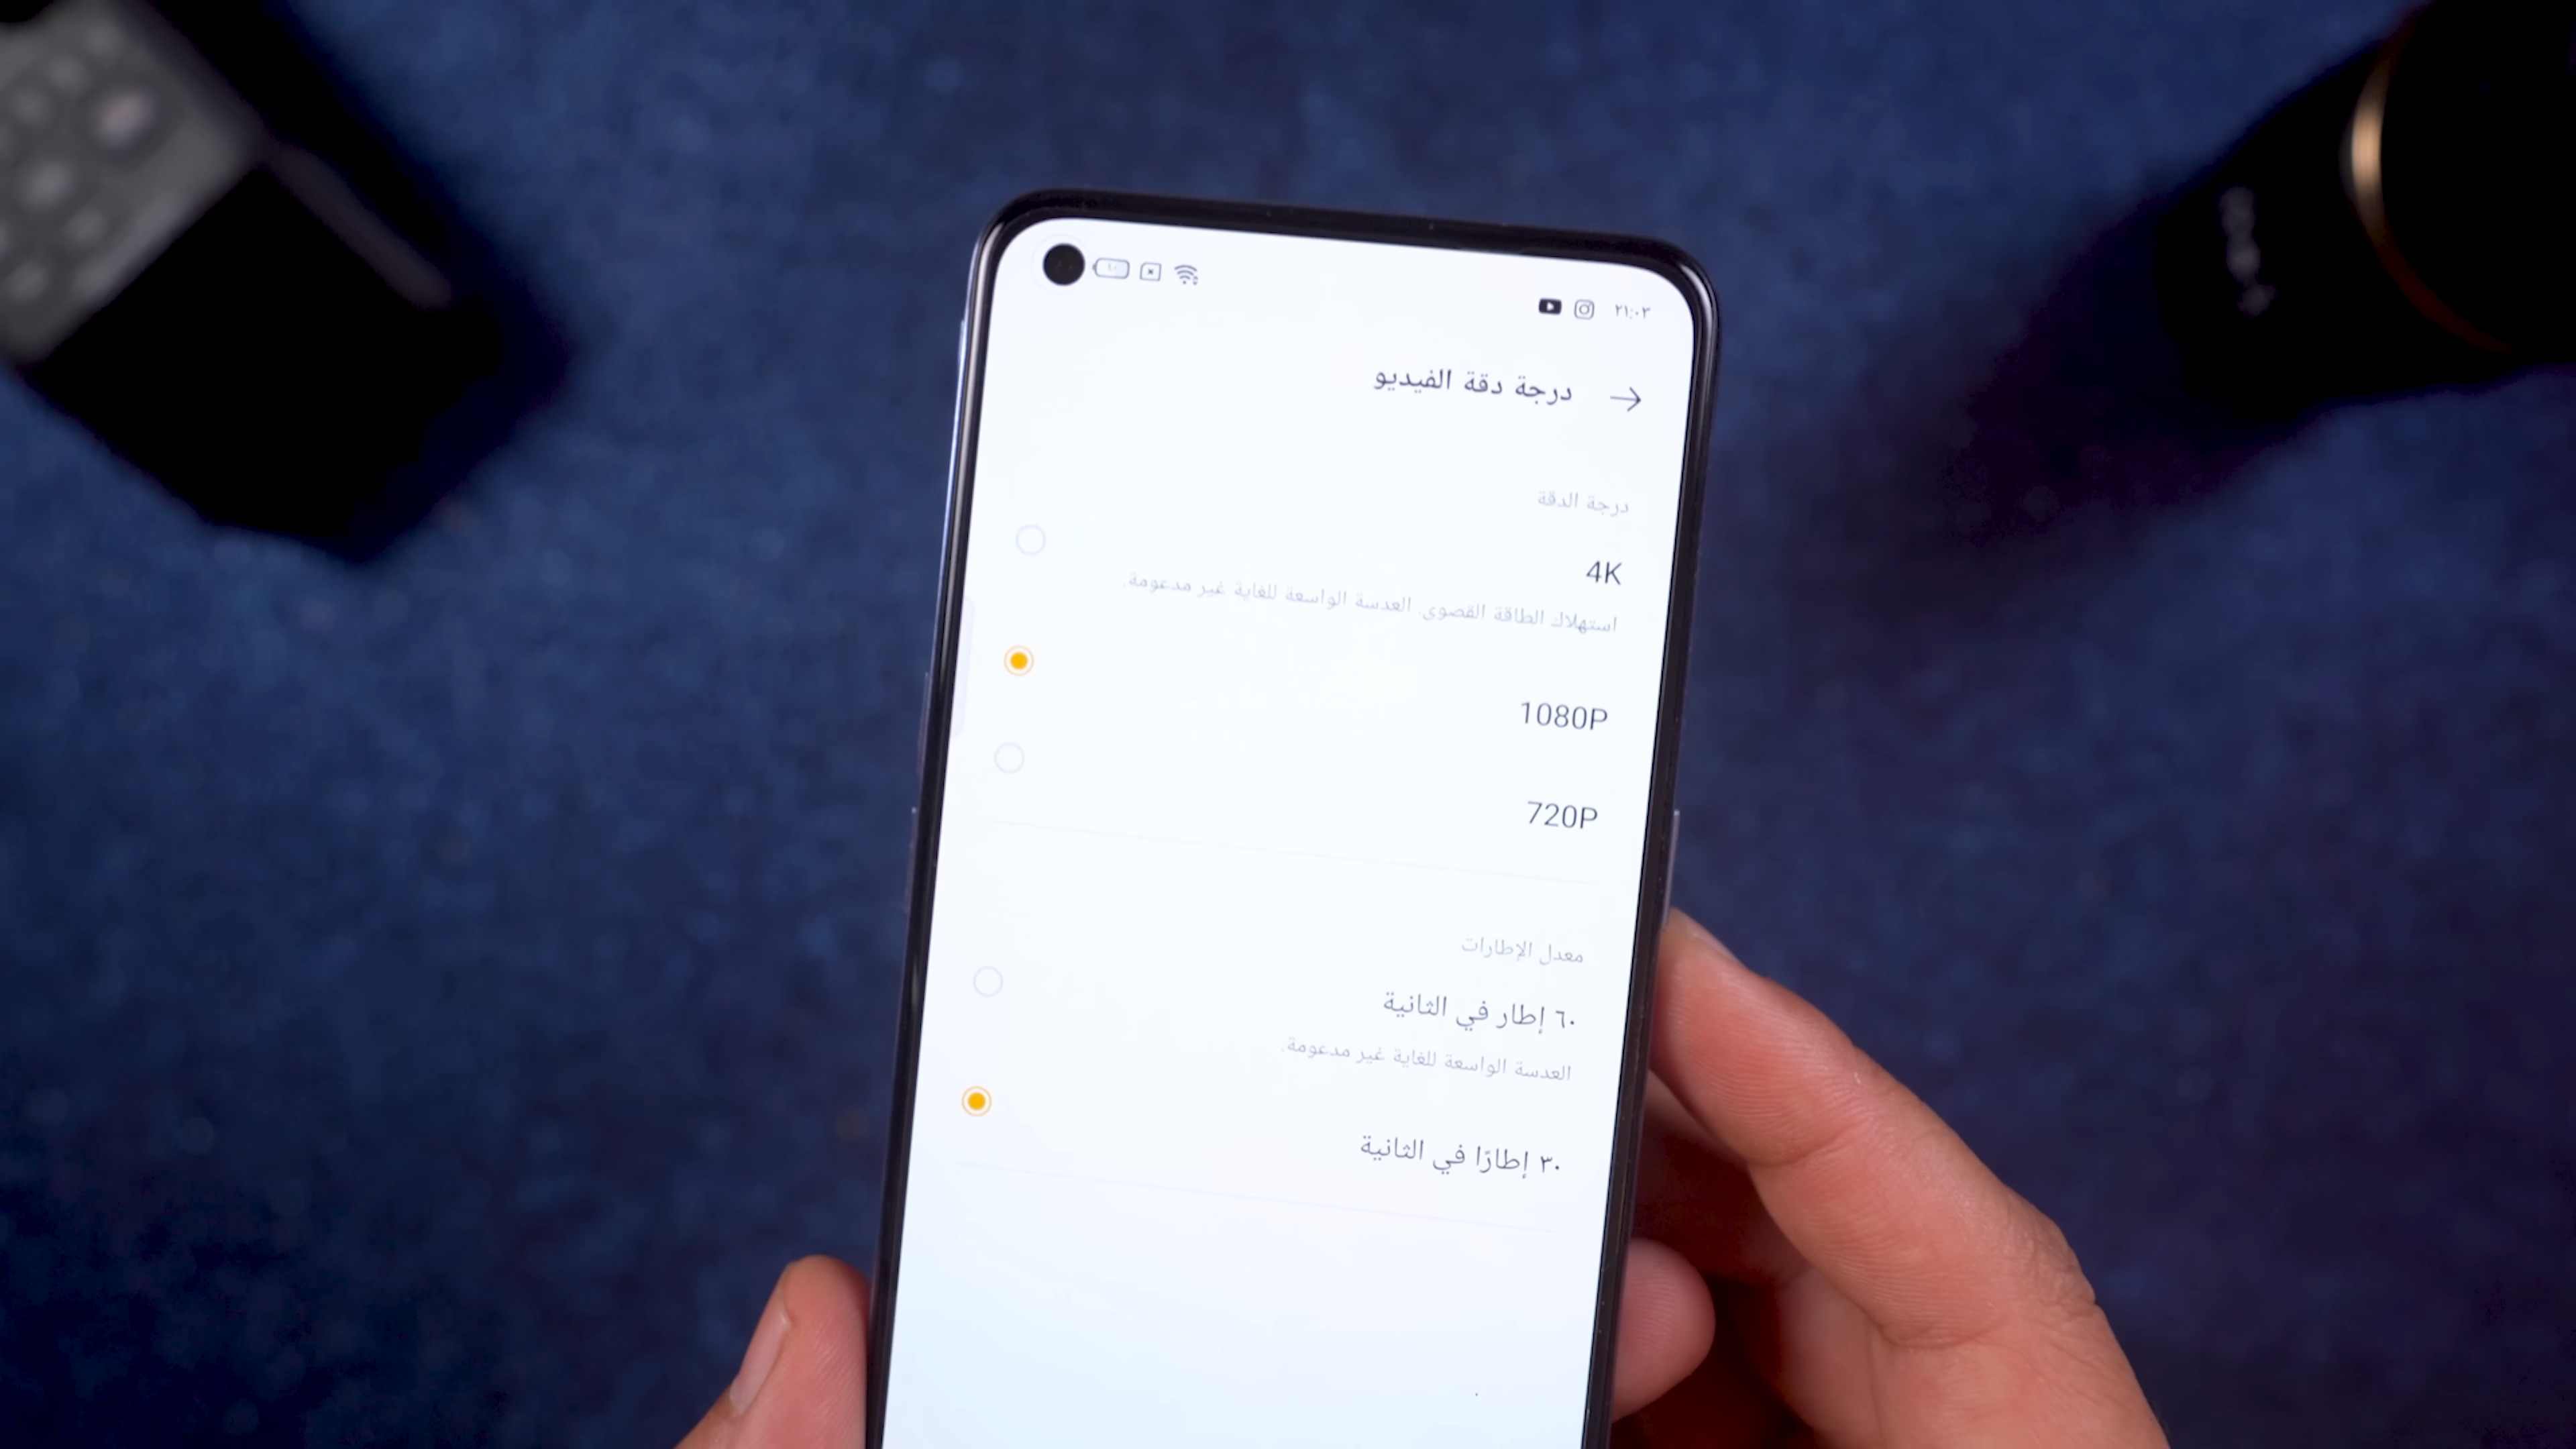 ٢١:٠٣
درجة دقة الفيديو
درجة الدقة
4K
استهلاك الطاقة القصوى. العدسة الواسعة للغاية غير مدعومة.
1080P
720P
معدل الإطارات
٦٠ إطار في الثانية
العدسة الواسعة للغاية غير مدعومة.
٣٠ إطارًا في الثانية